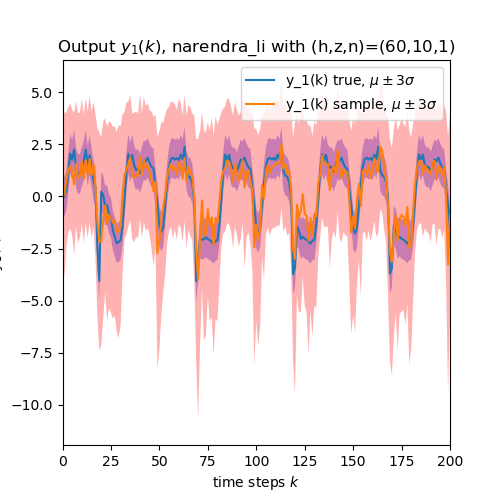 Output $y_1(k)$, narendra_li with (h,z,n)=(60,10,1)
y_1(k) true, μ ± 3σ
y_1(k) sample, μ ± 3σ
5.0
2.5
0.0
−2.5
−5.0
−7.5
−10.0
0 25 50 75 100 125 150 175 200
time steps k